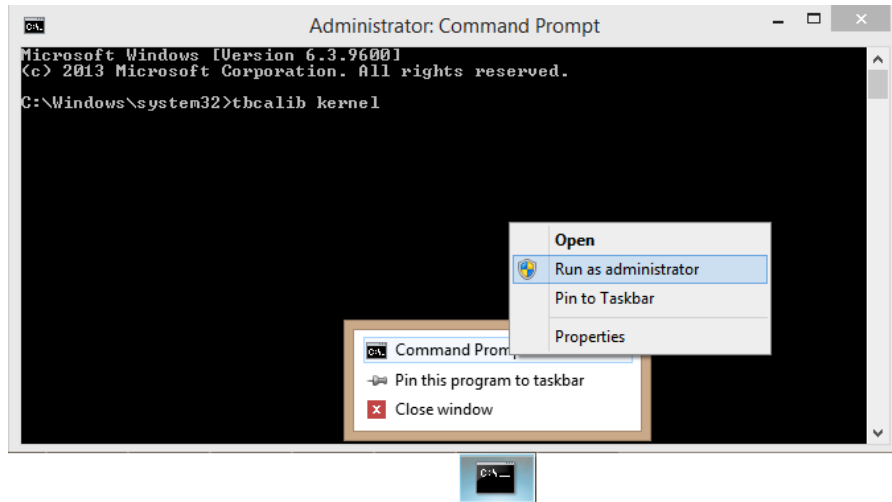 Administrator: Command Prompt
Microsoft Windows [Version 6.3.9600]
(c) 2013 Microsoft Corporation. All rights reserved.
C:\Windows\system32>tbcalib kernel
Open
Run as administrator
Pin to Taskbar
Properties
Command Promp
Pin this program to taskbar
Close window